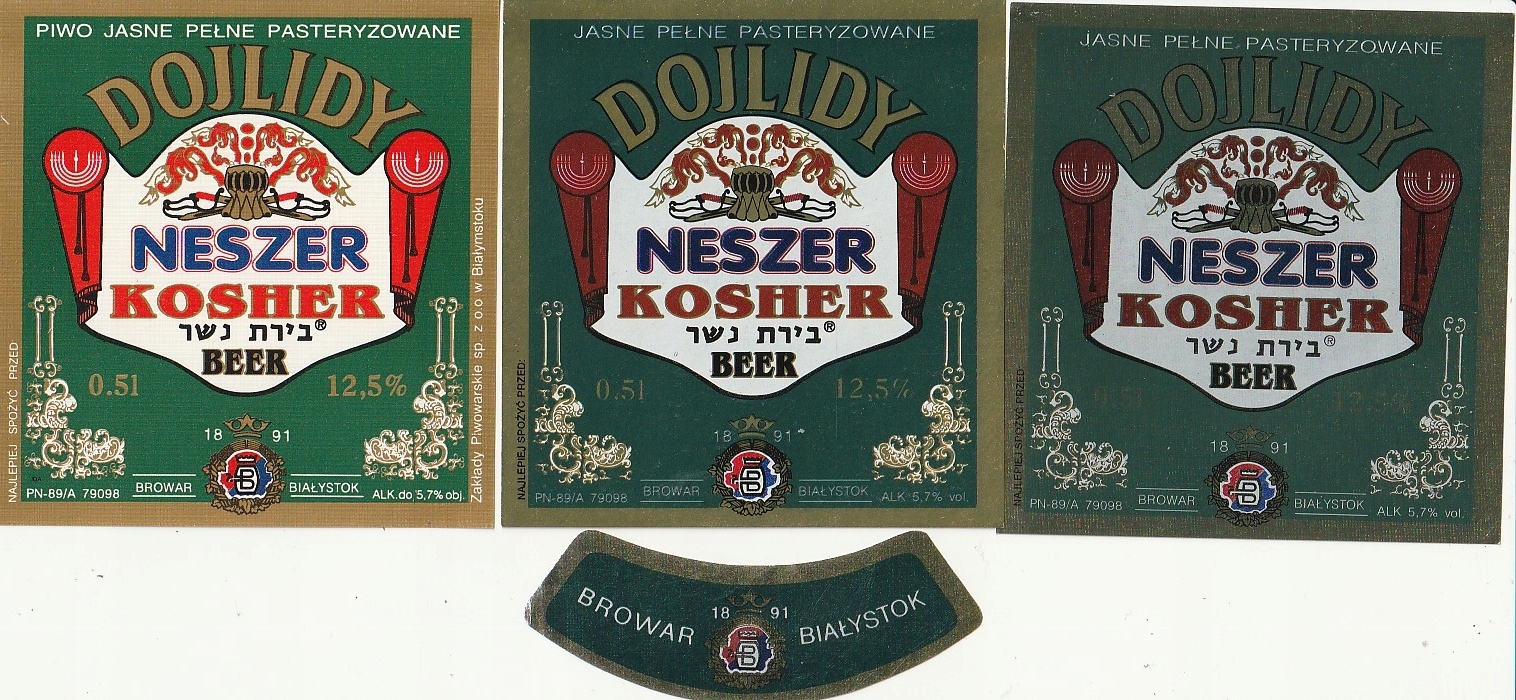 PIWO JASNE PEŁNE PASTERYZOWANE
DOJLIDY
NESZER
KOSHER
בירת נשר®
BEER
0.5l 12,5%
18 91
BROWAR BIAŁYSTOK
PN-89/A 79098
ALK.do 5,7% obj.
NAJLEPIEJ SPOŻYĆ PRZED
Zakłady Piwowarskie sp. z o.o w Białymstoku
JASNE PEŁNE PASTERYZOWANE
DOJLIDY
NESZER
KOSHER
בירת נשר®
BEER
0.5l 12,5%
18 91
BROWAR BIAŁYSTOK
PN-89/A 79098
ALK 5,7% vol.
NAJLEPIEJ SPOŻYĆ PRZED:
JASNE PEŁNE PASTERYZOWANE
DOJLIDY
NESZER
KOSHER
בירת נשר®
BEER
0.5l 12,5%
18 91
BROWAR BIAŁYSTOK
PN-89/A 79098
ALK 5,7% vol.
NAJLEPIEJ SPOŻYĆ PRZED:
BROWAR 18 91 BIAŁYSTOK